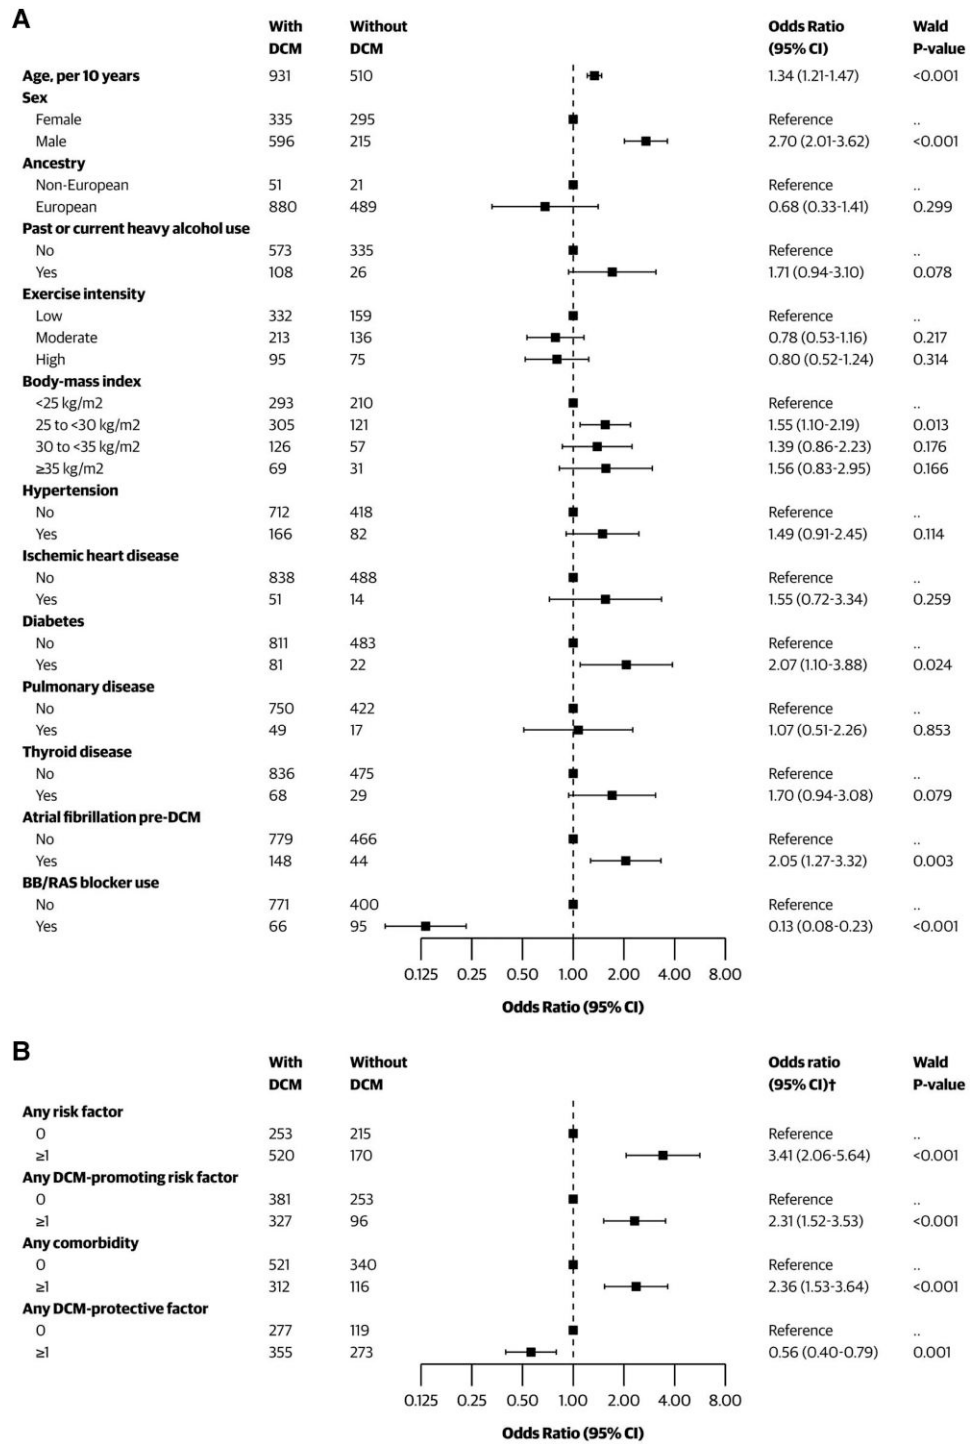 A
With Without Odds Ratio Wald
DCM DCM (95% CI) P-value
Age, per 10 years 931 510 1.34 (1.21-1.47) <0.001
Sex
Female 335 295 Reference ..
Male 596 215 2.70 (2.01-3.62) <0.001
Ancestry
Non-European 51 21 Reference ..
European 880 489 0.68 (0.33-1.41) 0.299
Past or current heavy alcohol use
No 573 335 Reference ..
Yes 108 26 1.71 (0.94-3.10) 0.078
Exercise intensity
Low 332 159 Reference ..
Moderate 213 136 0.78 (0.53-1.16) 0.217
High 95 75 0.80 (0.52-1.24) 0.314
Body-mass index
<25 kg/m2 293 210 Reference ..
25 to <30 kg/m2 305 121 1.55 (1.10-2.19) 0.013
30 to <35 kg/m2 126 57 1.39 (0.86-2.23) 0.176
≥35 kg/m2 69 31 1.56 (0.83-2.95) 0.166
Hypertension
No 712 418 Reference ..
Yes 166 82 1.49 (0.91-2.45) 0.114
Ischemic heart disease
No 838 488 Reference ..
Yes 51 14 1.55 (0.72-3.34) 0.259
Diabetes
No 811 483 Reference ..
Yes 81 22 2.07 (1.10-3.88) 0.024
Pulmonary disease
No 750 422 Reference ..
Yes 49 17 1.07 (0.51-2.26) 0.853
Thyroid disease
No 836 475 Reference ..
Yes 68 29 1.70 (0.94-3.08) 0.079
Atrial fibrillation pre-DCM
No 779 466 Reference ..
Yes 148 44 2.05 (1.27-3.32) 0.003
BB/RAS blocker use
No 771 400 Reference ..
Yes 66 95 0.13 (0.08-0.23) <0.001
0.125 0.25 0.50 1.00 2.00 4.00 8.00
Odds Ratio (95% CI)
B
With Without Odds ratio Wald
DCM DCM (95% CI)† P-value
Any risk factor
0 253 215 Reference ..
≥1 520 170 3.41 (2.06-5.64) <0.001
Any DCM-promoting risk factor
0 381 253 Reference ..
≥1 327 96 2.31 (1.52-3.53) <0.001
Any comorbidity
0 521 340 Reference ..
≥1 312 116 2.36 (1.53-3.64) <0.001
Any DCM-protective factor
0 277 119 Reference ..
≥1 355 273 0.56 (0.40-0.79) 0.001
0.125 0.25 0.50 1.00 2.00 4.00 8.00
Odds Ratio (95% CI)